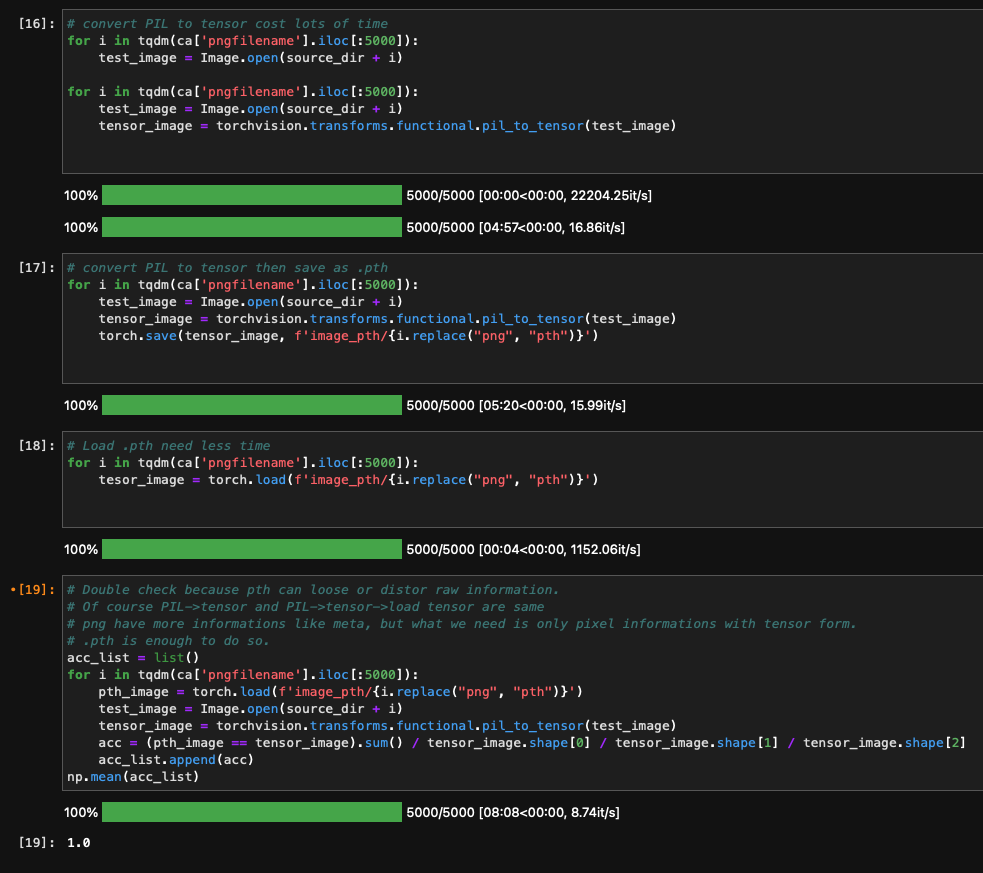 [16]: # convert PIL to tensor cost lots of time
for i in tqdm(ca['pngfilename'].iloc[:5000]):
    test_image = Image.open(source_dir + i)
for i in tqdm(ca['pngfilename'].iloc[:5000]):
    test_image = Image.open(source_dir + i)
    tensor_image = torchvision.transforms.functional.pil_to_tensor(test_image)
100% 5000/5000 [00:00<00:00, 22204.25it/s]
100% 5000/5000 [04:57<00:00, 16.86it/s]
[17]: # convert PIL to tensor then save as .pth
for i in tqdm(ca['pngfilename'].iloc[:5000]):
    test_image = Image.open(source_dir + i)
    tensor_image = torchvision.transforms.functional.pil_to_tensor(test_image)
    torch.save(tensor_image, f'image_pth/{i.replace("png", "pth")}')
100% 5000/5000 [05:20<00:00, 15.99it/s]
[18]: # Load .pth need less time
for i in tqdm(ca['pngfilename'].iloc[:5000]):
    tesor_image = torch.load(f'image_pth/{i.replace("png", "pth")}')
100% 5000/5000 [00:04<00:00, 1152.06it/s]
•[19]: # Double check because pth can loose or distor raw information.
# Of course PIL->tensor and PIL->tensor->load tensor are same
# png have more informations like meta, but what we need is only pixel informations with tensor form.
# .pth is enough to do so.
acc_list = list()
for i in tqdm(ca['pngfilename'].iloc[:5000]):
    pth_image = torch.load(f'image_pth/{i.replace("png", "pth")}')
    test_image = Image.open(source_dir + i)
    tensor_image = torchvision.transforms.functional.pil_to_tensor(test_image)
    acc = (pth_image == tensor_image).sum() / tensor_image.shape[0] / tensor_image.shape[1] / tensor_image.shape[2]
    acc_list.append(acc)
np.mean(acc_list)
100% 5000/5000 [08:08<00:00, 8.74it/s]
[19]: 1.0